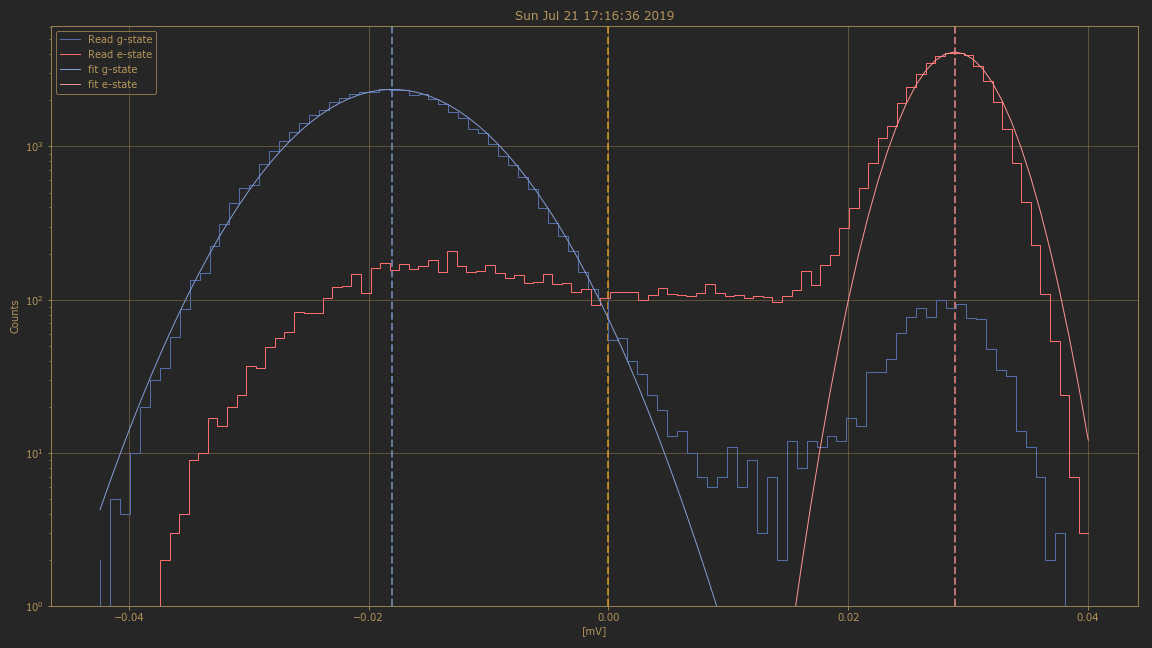 Sun Jul 21 17:16:36 2019
Read g-state
Read e-state
fit g-state
fit e-state
Counts
10³
10²
10¹
10⁰
−0.04 −0.02 0.00 0.02 0.04
[mV]